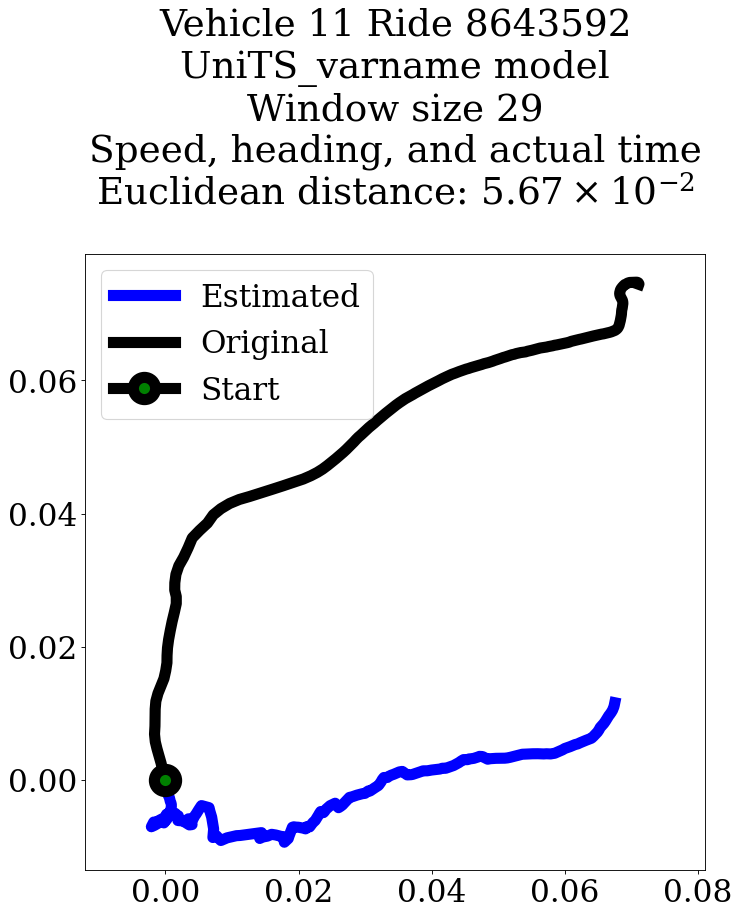 Vehicle 11 Ride 8643592
UniTS_varname model
Window size 29
Speed, heading, and actual time
Euclidean distance: 5.67 × 10⁻²
Estimated
Original
Start
0.06
0.04
0.02
0.00
0.00 0.02 0.04 0.06 0.08